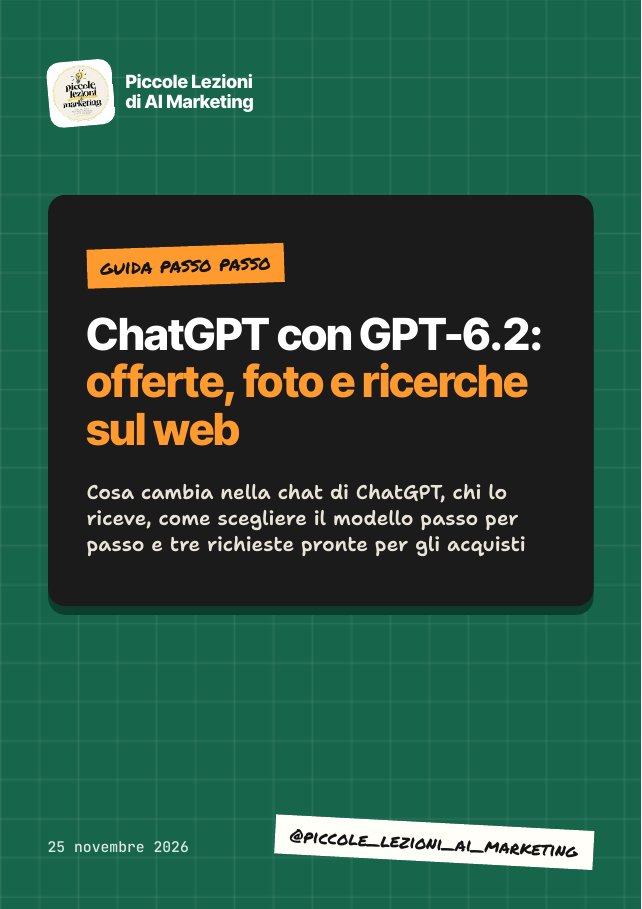 piccole
lezioni
marketing
Piccole Lezioni
di AI Marketing
GUIDA PASSO PASSO
ChatGPT con GPT-6.2:
offerte, foto e ricerche
sul web
Cosa cambia nella chat di ChatGPT, chi lo
riceve, come scegliere il modello passo per
passo e tre richieste pronte per gli acquisti
25 novembre 2026
@PICCOLE_LEZIONI_AI_MARKETING